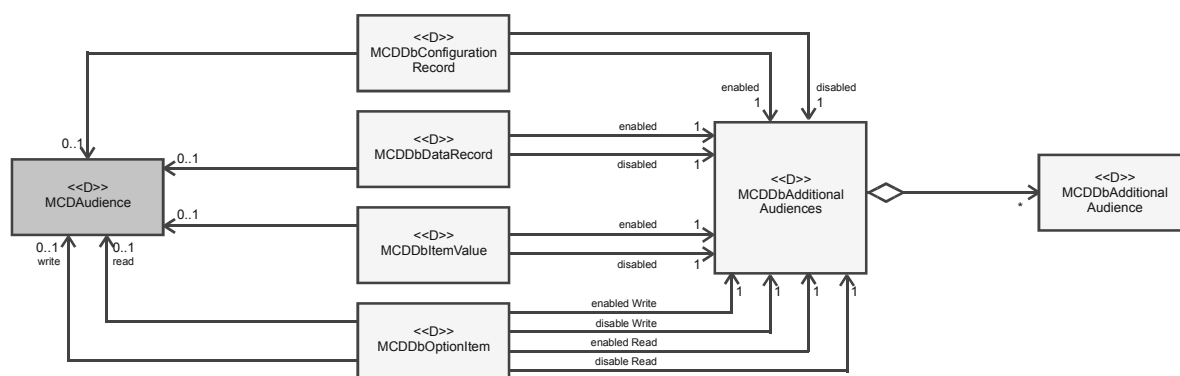 <<D>>
MCDDbConfiguration
Record
enabled
1
disabled
1
0..1
<<D>>
MCDDbDataRecord
0..1
enabled
1
disabled
1
<<D>>
MCDAudience
<<D>>
MCDDbAdditional
Audiences
*
<<D>>
MCDDbAdditional
Audience
0..1
<<D>>
MCDDbItemValue
enabled
1
disabled
1
0..1
write
0..1
read
<<D>>
MCDDbOptionItem
enabled Write
1
disable Write
1
enabled Read
1
disable Read
1